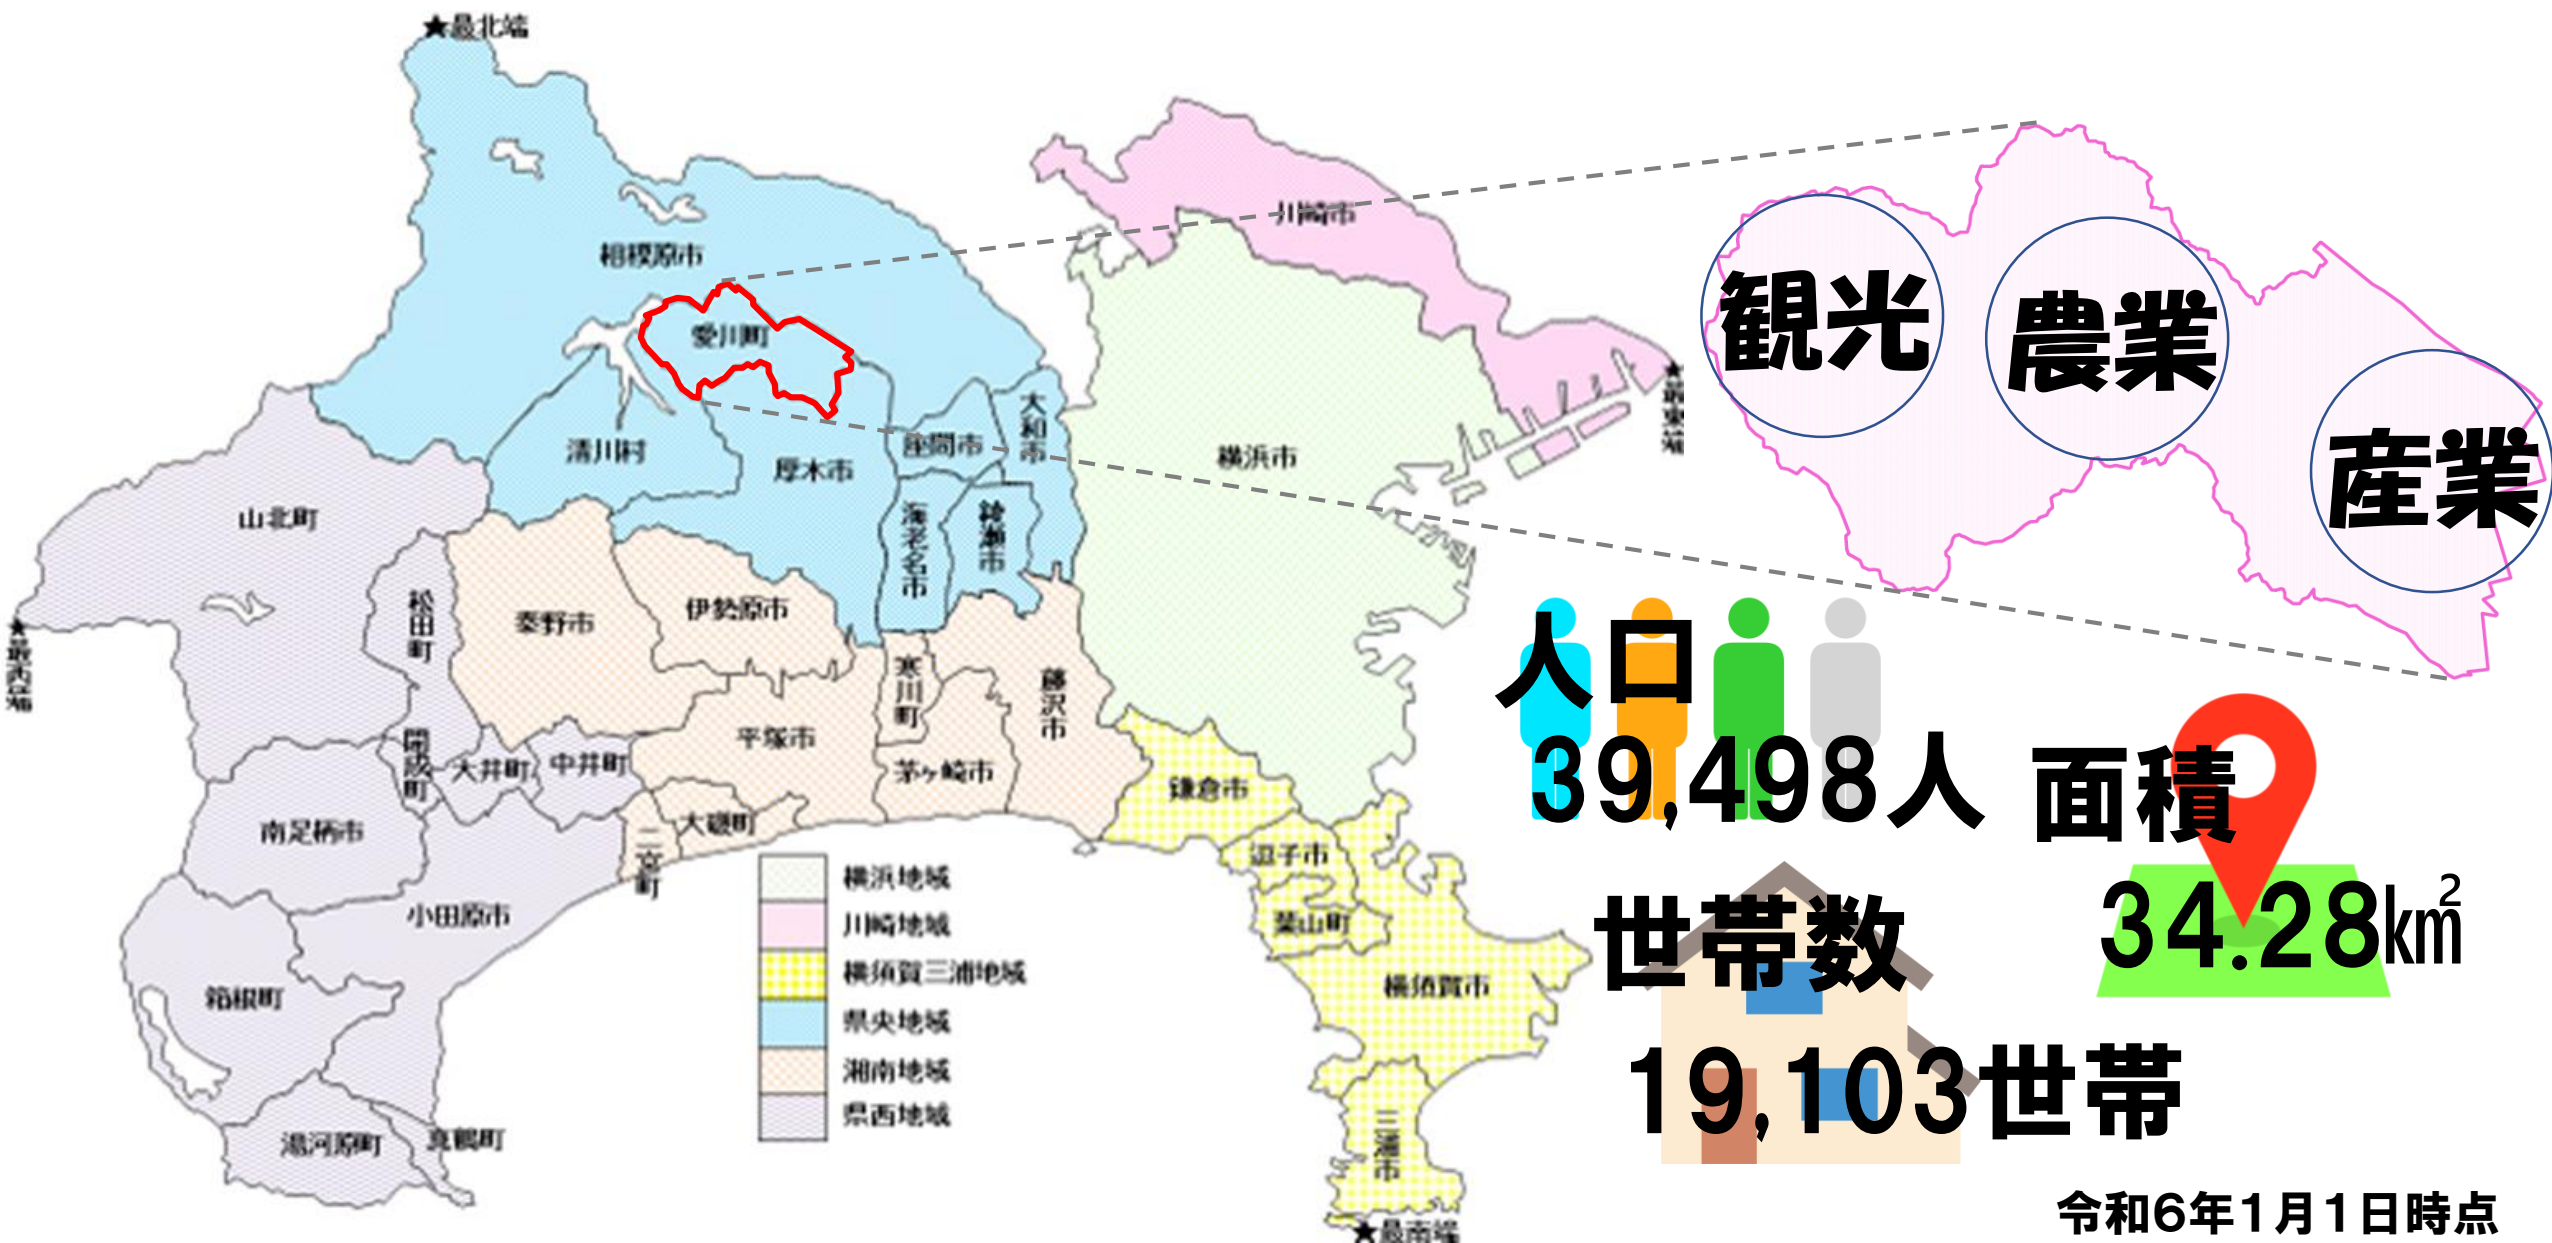 ★最北端
相模原市
愛川町
清川村
厚木市
座間市
大和市
海老名市
綾瀬市
川崎市
横浜市
★最東端
山北町
★最西端
松田町
秦野市
伊勢原市
開成町
大井町
中井町
平塚市
寒川町
茅ヶ崎市
藤沢市
鎌倉市
南足柄市
小田原市
二宮町
大磯町
逗子市
葉山町
横須賀市
箱根町
湯河原町
真鶴町
三浦市
★最南端
横浜地域
川崎地域
横須賀三浦地域
県央地域
湘南地域
県西地域
観光
農業
産業
人口
39,498人
面積
34.28k㎡
世帯数
19,103世帯
令和6年1月1日時点